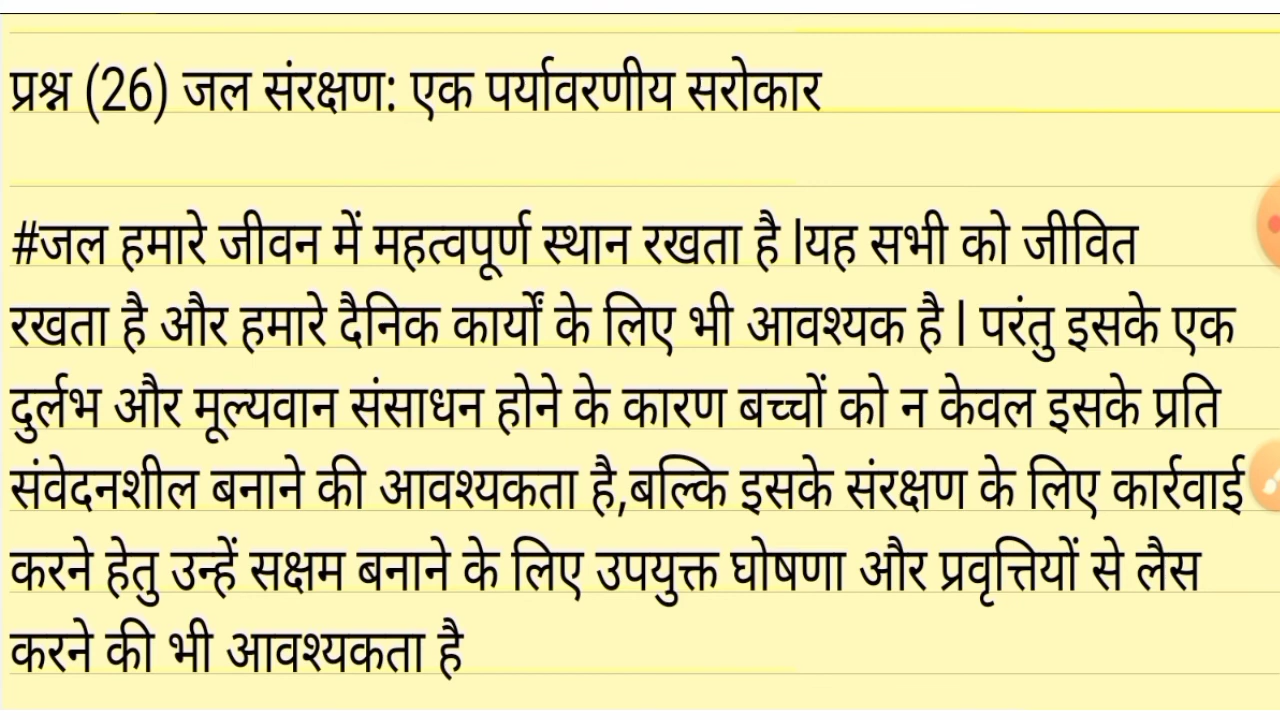 प्रश्न (26) जल संरक्षण: एक पर्यावरणीय सरोकार
#जल हमारे जीवन में महत्वपूर्ण स्थान रखता है |यह सभी को जीवित
रखता है और हमारे दैनिक कार्यों के लिए भी आवश्यक है | परंतु इसके एक
दुर्लभ और मूल्यवान संसाधन होने के कारण बच्चों को न केवल इसके प्रति
संवेदनशील बनाने की आवश्यकता है,बल्कि इसके संरक्षण के लिए कार्रवाई
करने हेतु उन्हें सक्षम बनाने के लिए उपयुक्त घोषणा और प्रवृत्तियों से लैस
करने की भी आवश्यकता है